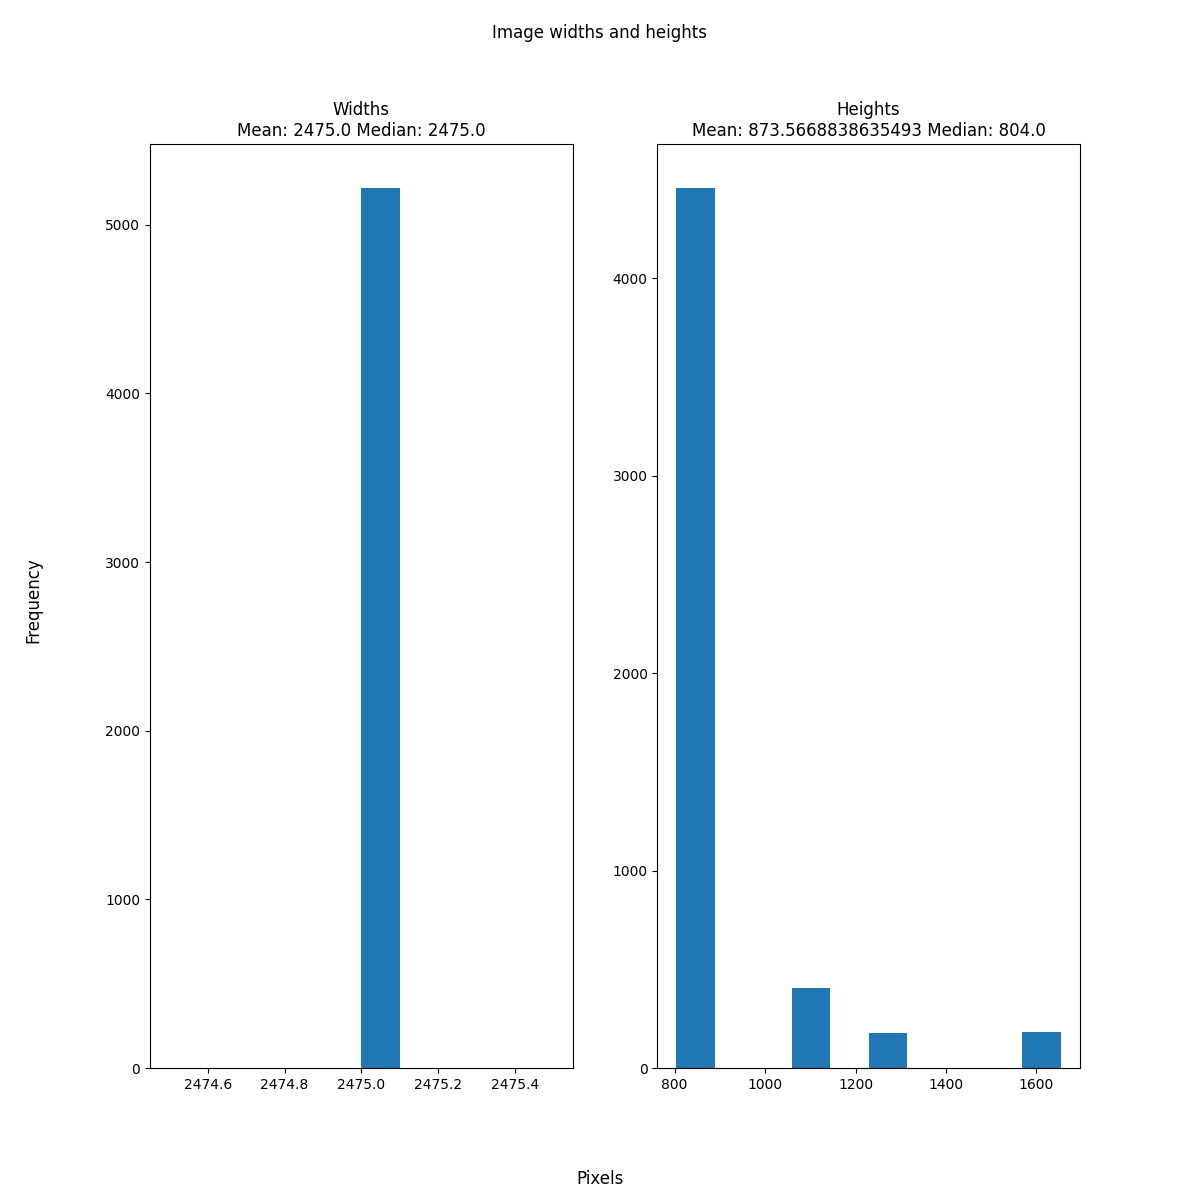 Image widths and heights
Widths
Mean: 2475.0 Median: 2475.0
5000
4000
3000
2000
1000
0
2474.6 2474.8 2475.0 2475.2 2475.4
Heights
Mean: 873.5668838635493 Median: 804.0
4000
3000
2000
1000
0
800 1000 1200 1400 1600
Frequency
Pixels